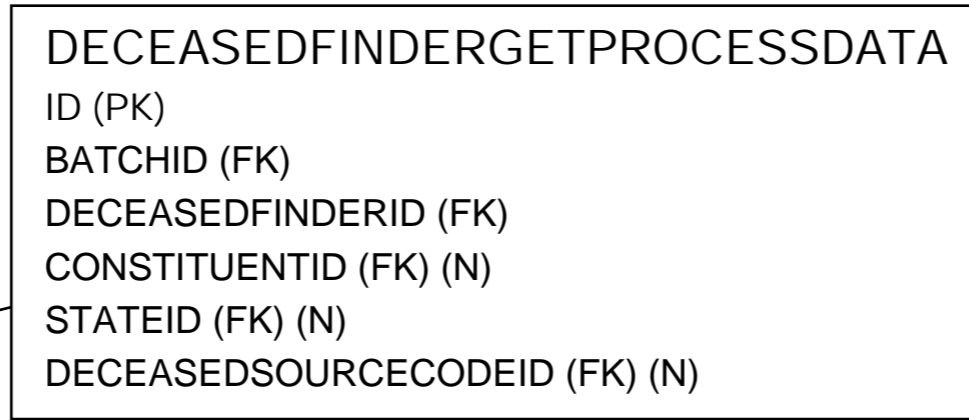 DECEASEDFINDERGETPROCESSDATA
ID (PK)
BATCHID (FK)
DECEASEDFINDERID (FK)
CONSTITUENTID (FK) (N)
STATEID (FK) (N)
DECEASEDSOURCECODEID (FK) (N)